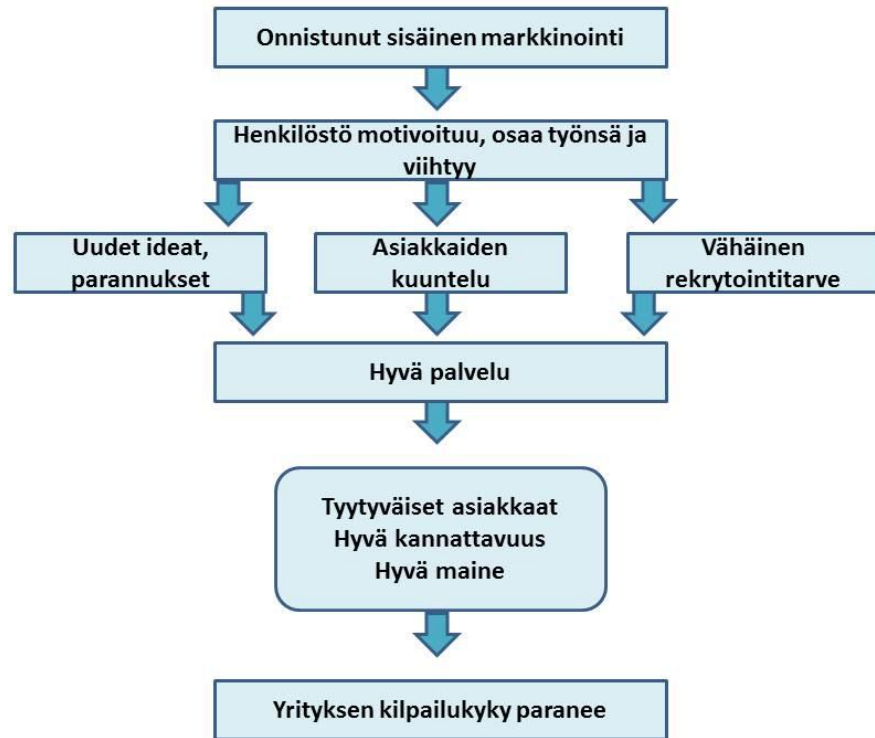 Onnistunut sisäinen markkinointi
Henkilöstö motivoituu, osaa työnsä ja
viihtyy
Uudet ideat,
parannukset
Asiakkaiden
kuuntelu
Vähäinen
rekrytointitarve
Hyvä palvelu
Tyytyväiset asiakkaat
Hyvä kannattavuus
Hyvä maine
Yrityksen kilpailukyky paranee